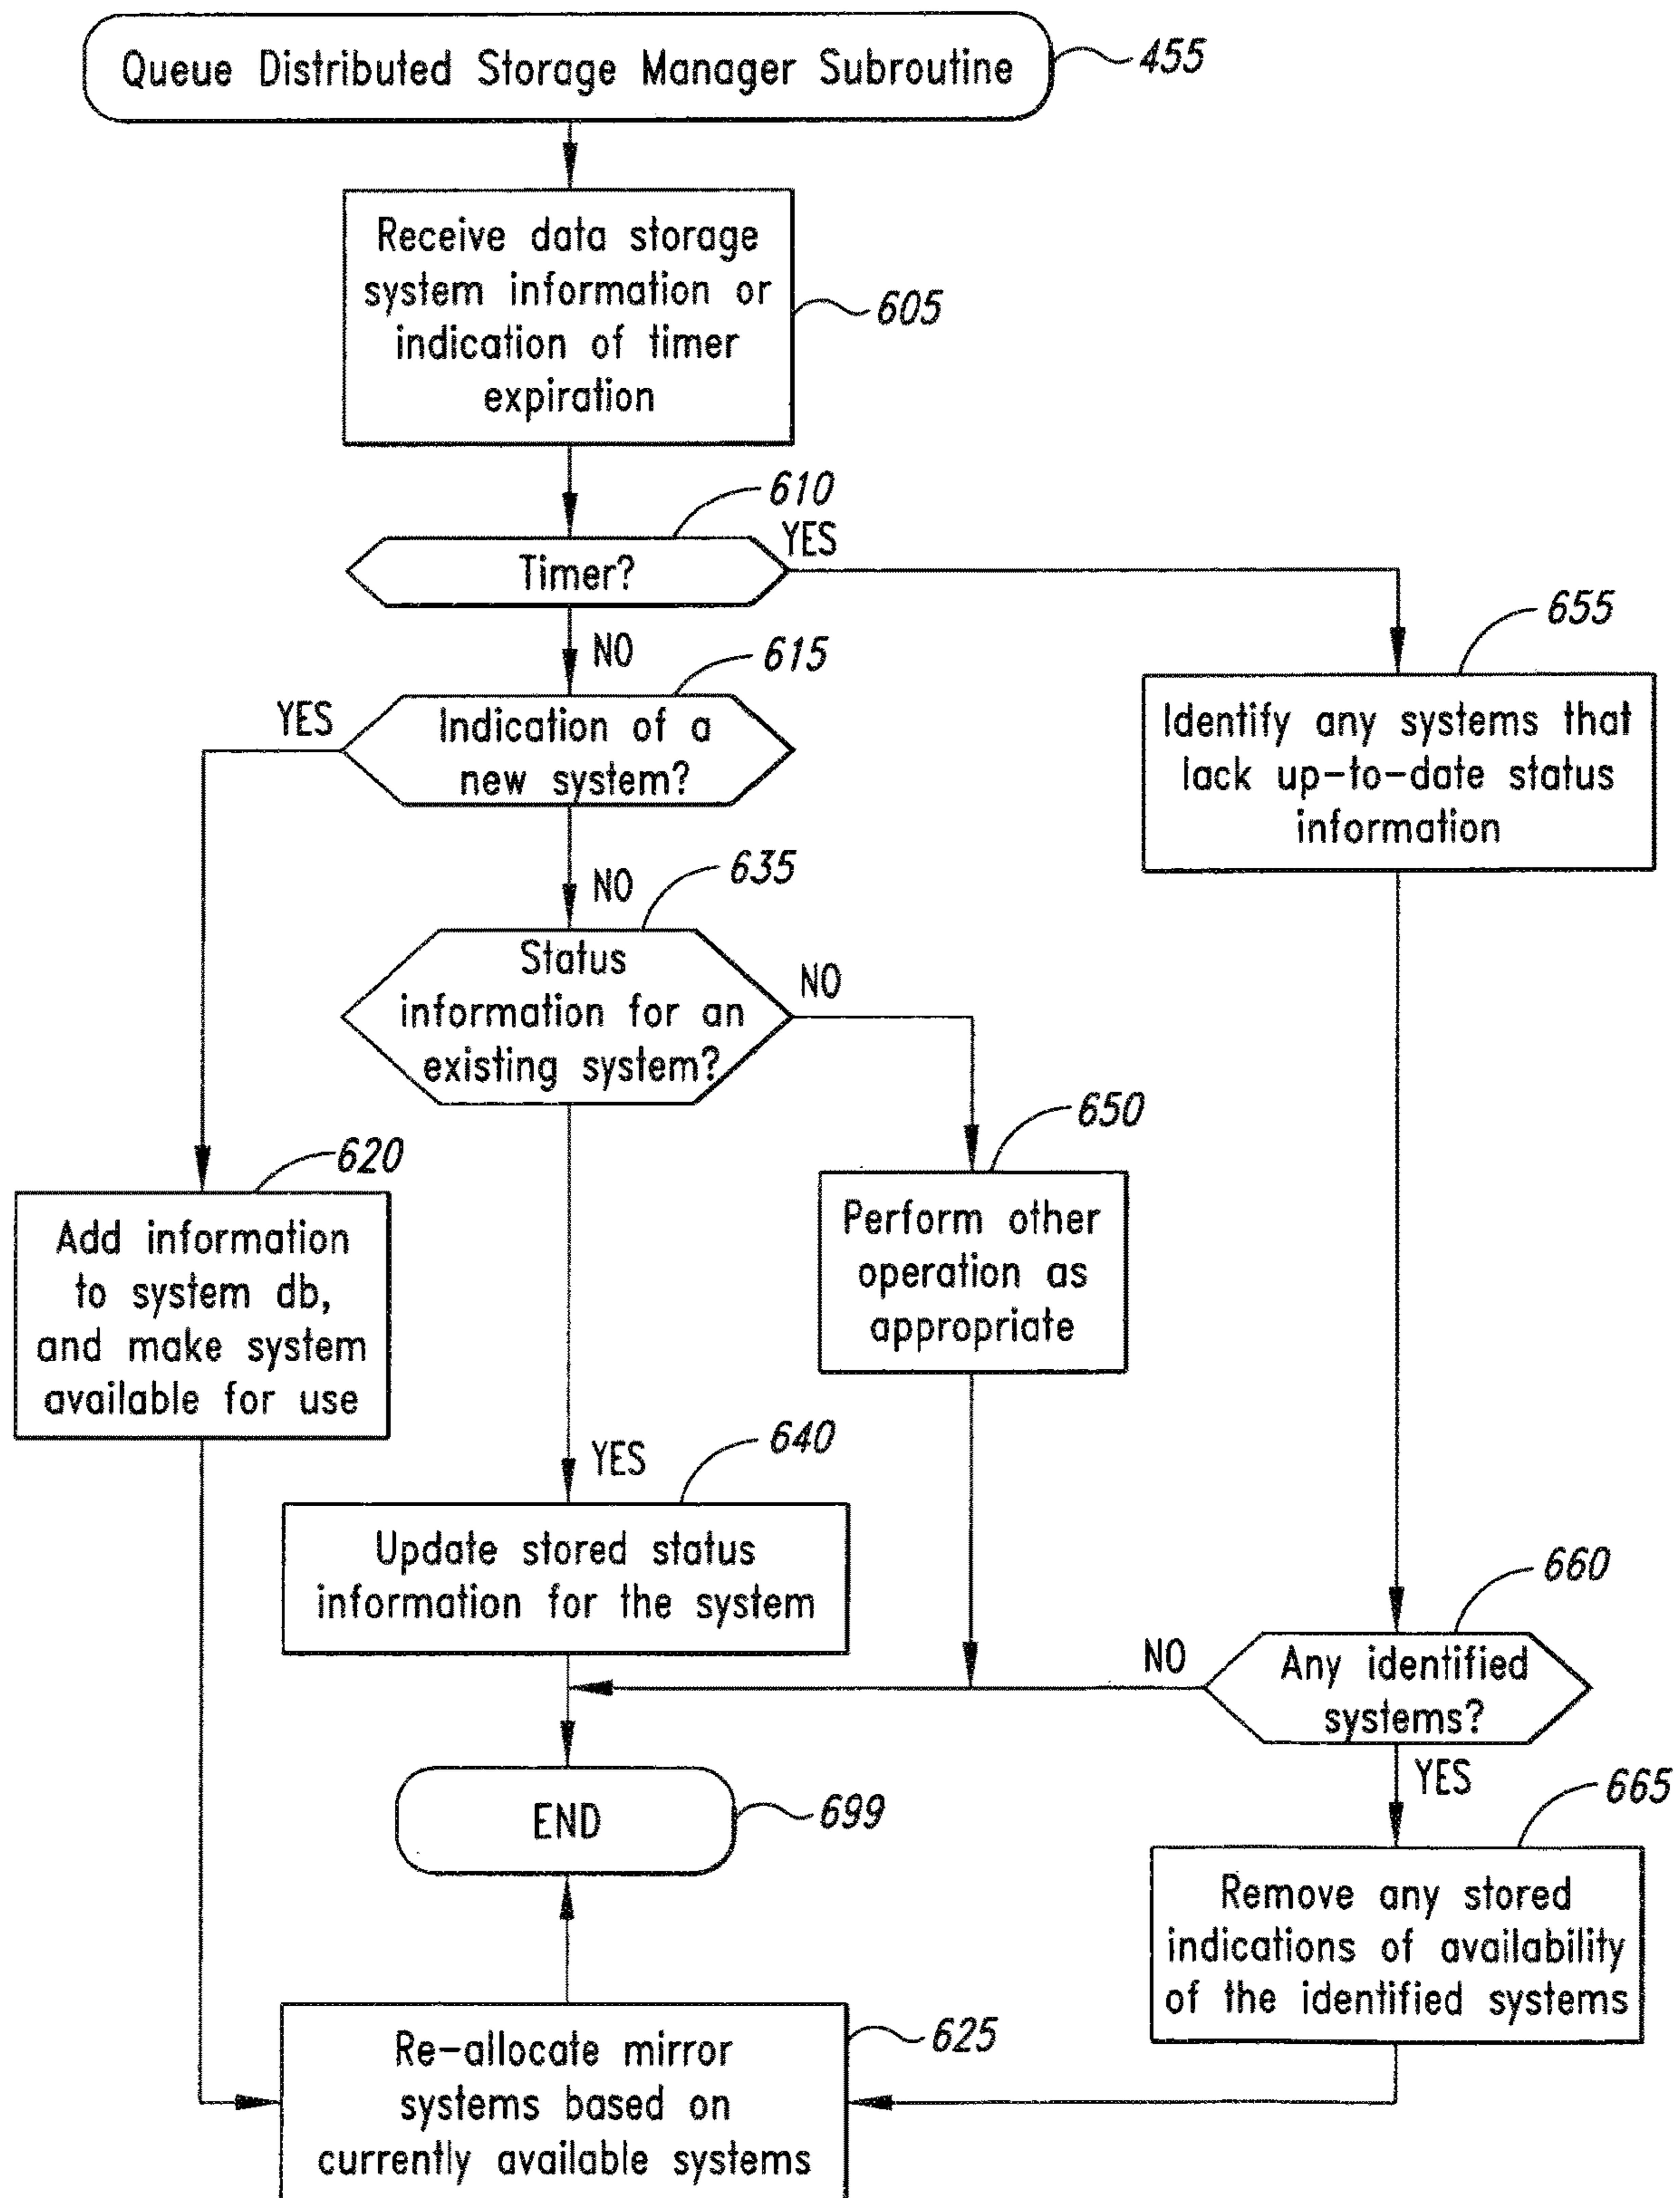 Queue Distributed Storage Manager Subroutine
455
Receive data storage
system information or
indication of timer
expiration
605
610
Timer?
YES
NO
615
655
Indication of a
new system?
YES
Identify any systems that
lack up-to-date status
information
NO
635
Status
information for an
existing system?
NO
650
620
Add information
to system db,
and make system
available for use
Perform other
operation as
appropriate
YES
640
Update stored status
information for the system
660
Any identified
systems?
NO
YES
665
END
699
Remove any stored
indications of availability
of the identified systems
Re-allocate mirror
systems based on
currently available systems
625